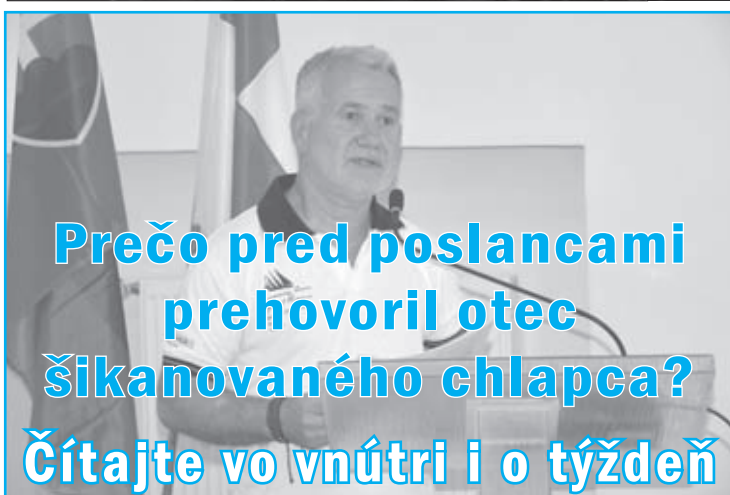 Prečo pred poslancami
prehovoril otec
šikanovaného chlapca?
Čítajte vo vnútri i o týždeň